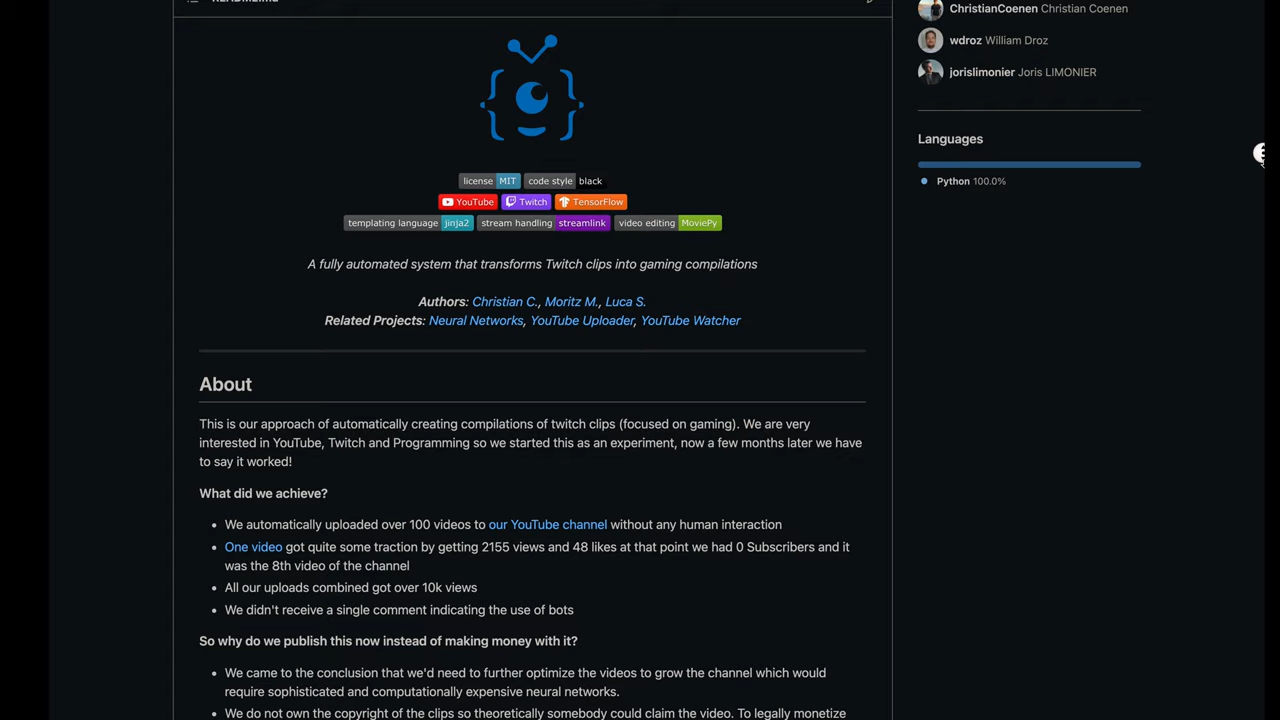 README.md
ChristianCoenen Christian Coenen
wdroz William Droz
jorislimonier Joris LIMONIER
Languages
Python 100.0%
license MIT code style black
YouTube Twitch TensorFlow
templating language jinja2 stream handling streamlink video editing MoviePy
A fully automated system that transforms Twitch clips into gaming compilations
Authors: Christian C., Moritz M., Luca S.
Related Projects: Neural Networks, YouTube Uploader, YouTube Watcher
About
This is our approach of automatically creating compilations of twitch clips (focused on gaming). We are very
interested in YouTube, Twitch and Programming so we started this as an experiment, now a few months later we have
to say it worked!
What did we achieve?
We automatically uploaded over 100 videos to our YouTube channel without any human interaction
One video got quite some traction by getting 2155 views and 48 likes at that point we had 0 Subscribers and it
was the 8th video of the channel
All our uploads combined got over 10k views
We didn't receive a single comment indicating the use of bots
So why do we publish this now instead of making money with it?
We came to the conclusion that we'd need to further optimize the videos to grow the channel which would
require sophisticated and computationally expensive neural networks.
We do not own the copyright of the clips so theoretically somebody could claim the video. To legally monetize